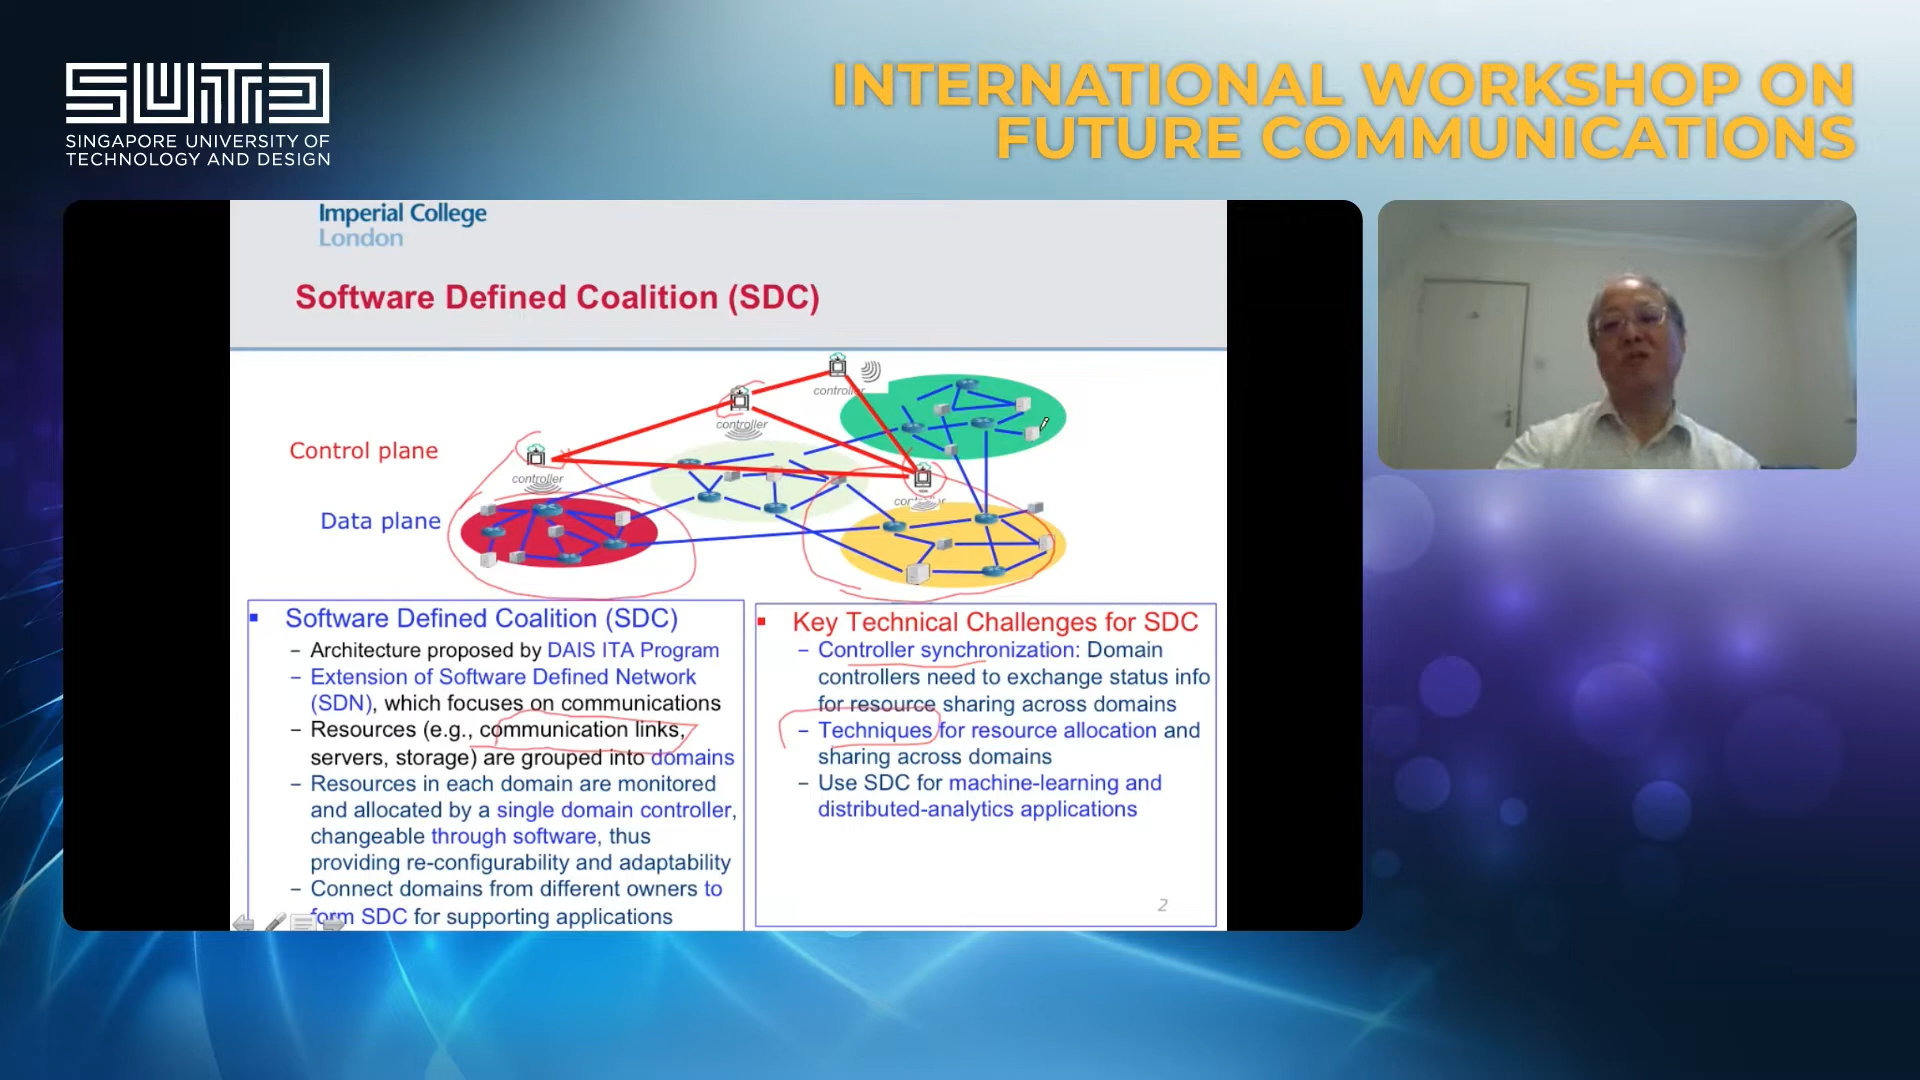 SUTD
SINGAPORE UNIVERSITY OF
TECHNOLOGY AND DESIGN
INTERNATIONAL WORKSHOP ON
FUTURE COMMUNICATIONS
Imperial College
London
Software Defined Coalition (SDC)
controller
controller
Control plane
controller
Data plane
▪ Software Defined Coalition (SDC)
– Architecture proposed by DAIS ITA Program
– Extension of Software Defined Network
(SDN), which focuses on communications
– Resources (e.g., communication links,
servers, storage) are grouped into domains
– Resources in each domain are monitored
and allocated by a single domain controller,
changeable through software, thus
providing re-configurability and adaptability
– Connect domains from different owners to
form SDC for supporting applications
▪ Key Technical Challenges for SDC
– Controller synchronization: Domain
controllers need to exchange status info
for resource sharing across domains
– Techniques for resource allocation and
sharing across domains
– Use SDC for machine-learning and
distributed-analytics applications
2